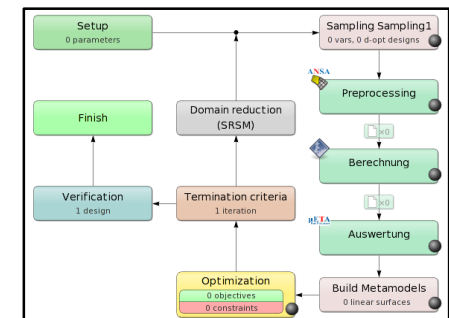 Setup
0 parameters
Sampling Sampling1
0 vars, 0 d-opt designs
ANSA
Preprocessing
Finish
Domain reduction
(SRSM)
×0
Berechnung
×0
Verification
1 design
Termination criteria
1 iteration
μETA
Auswertung
Optimization
0 objectives
0 constraints
Build Metamodels
0 linear surfaces